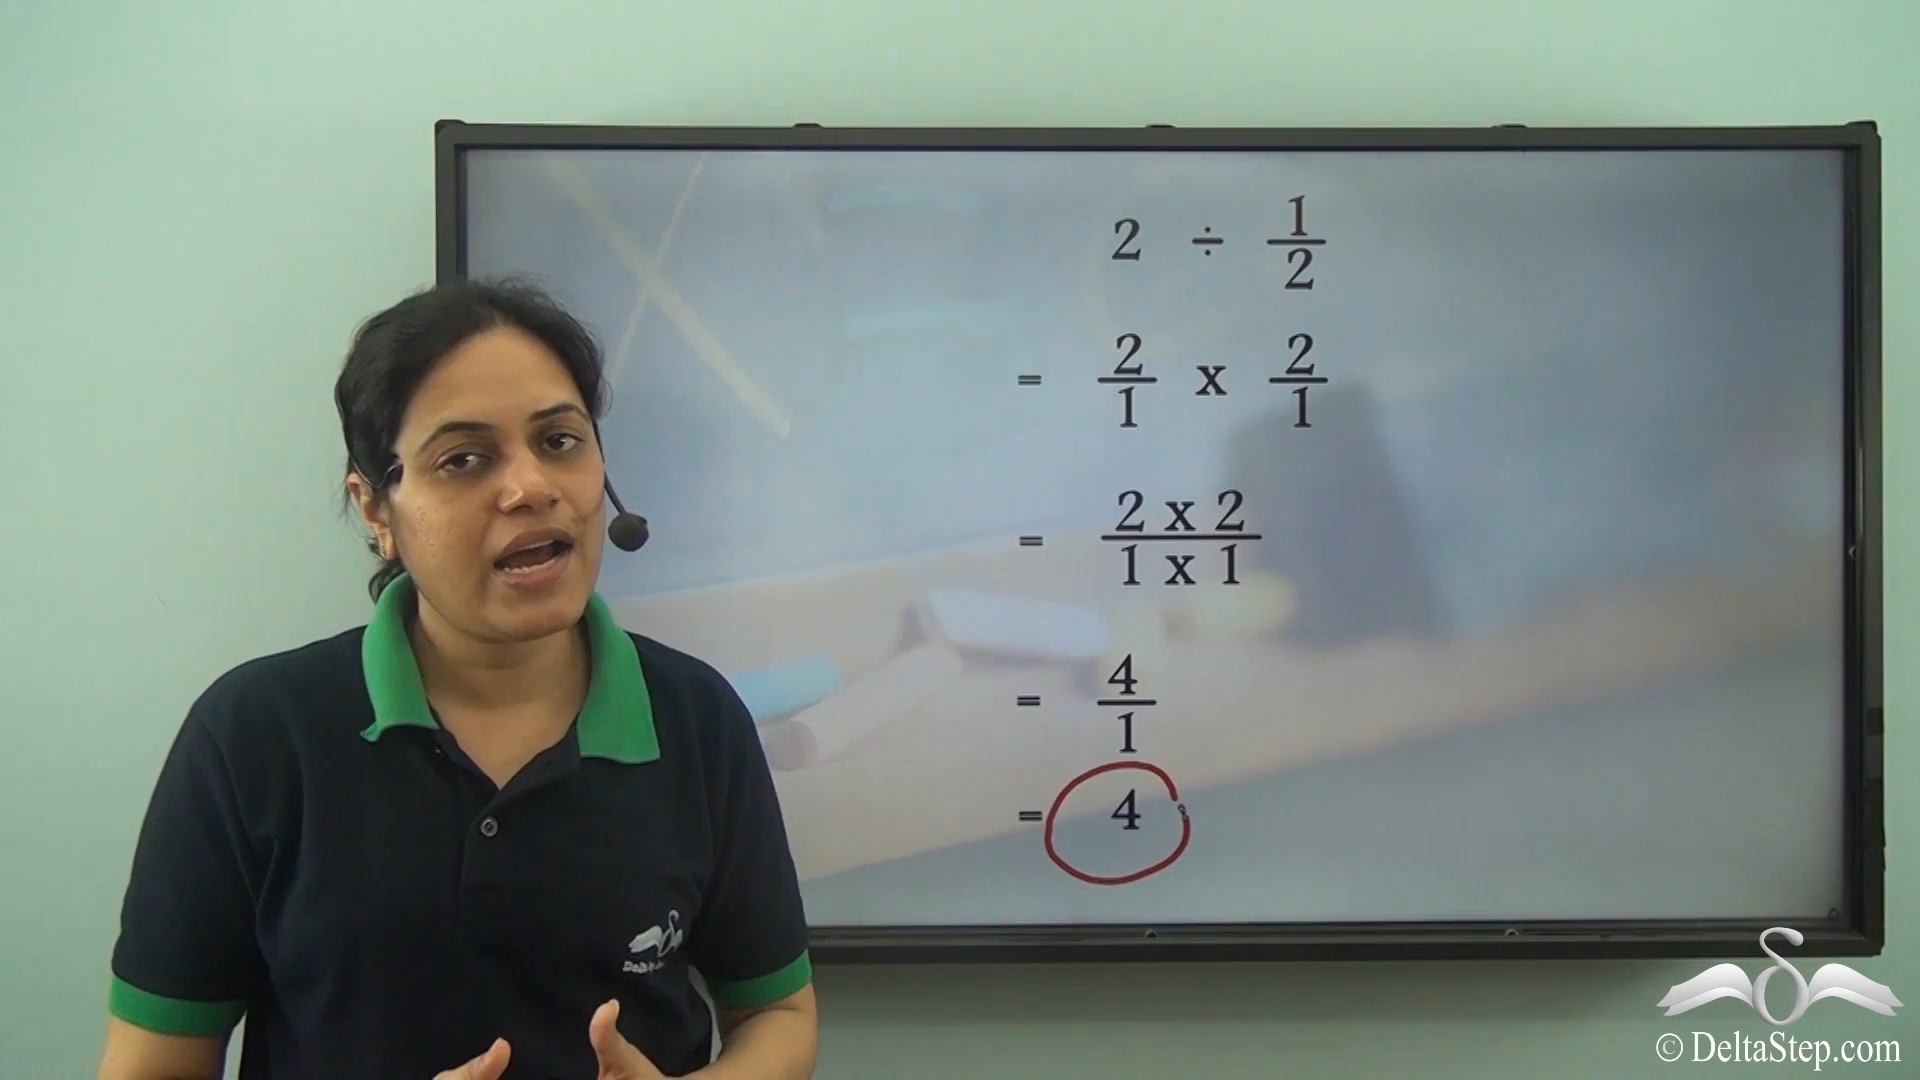 2 ÷ 1/2
= 2/1 x 2/1
= 2 x 2 / 1 x 1
= 4/1
= 4
© DeltaStep.com